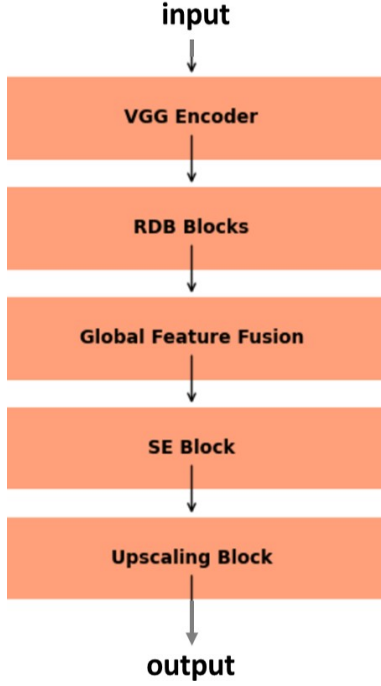 input
VGG Encoder
RDB Blocks
Global Feature Fusion
SE Block
Upscaling Block
output